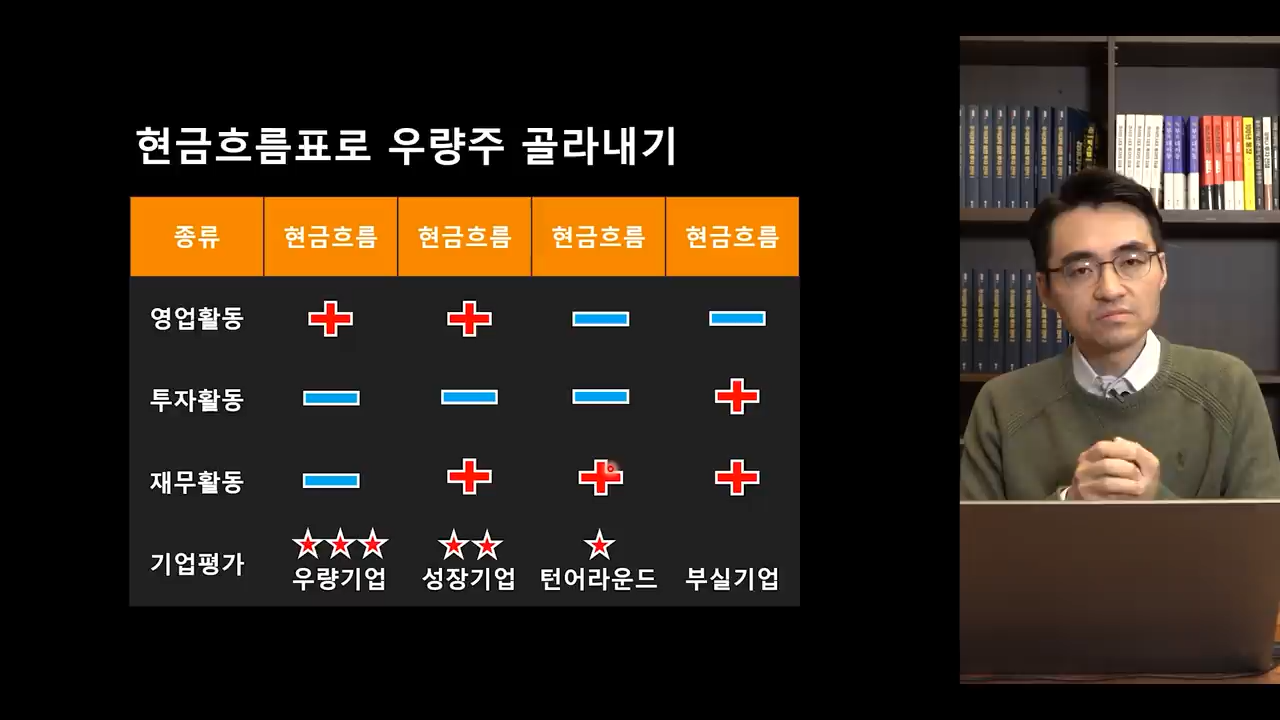 현금흐름표로 우량주 골라내기
종류 현금흐름 현금흐름 현금흐름 현금흐름
영업활동
투자활동
재무활동
기업평가
우량기업 성장기업 턴어라운드 부실기업